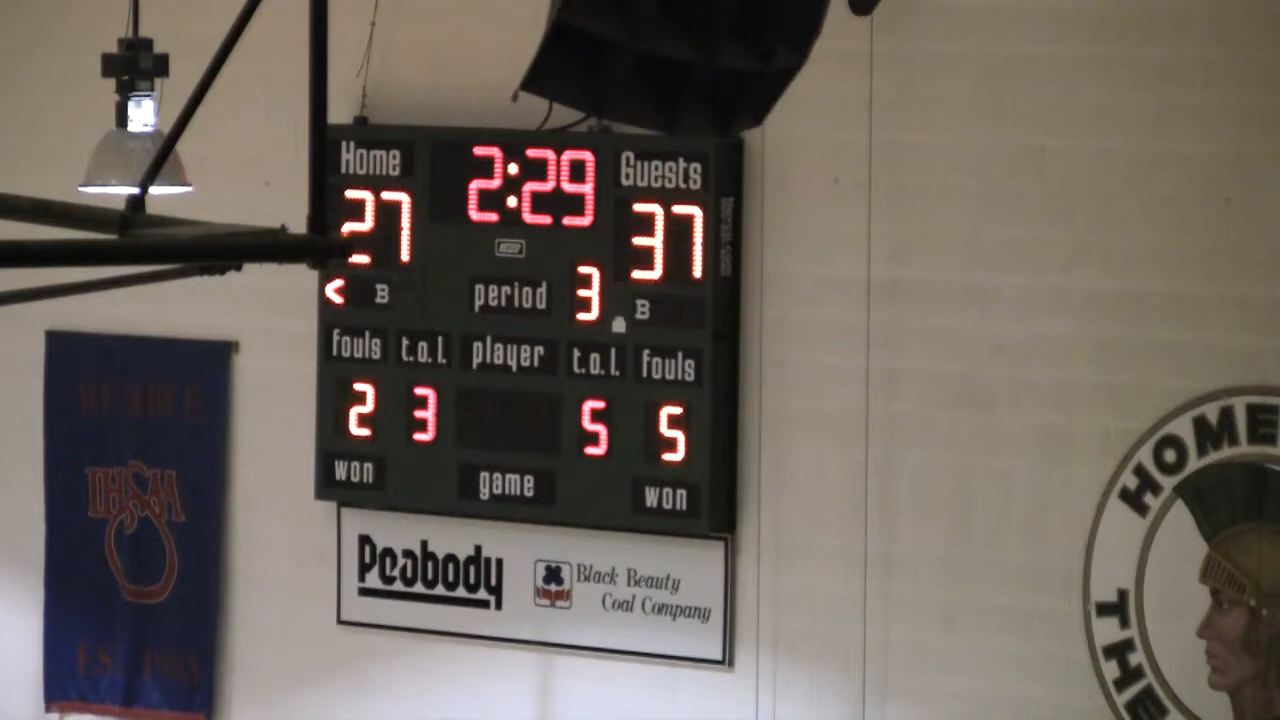 Home 2:29 Guests
27 37
< B period 3 B
fouls t.o.l. player t.o.l. fouls
2 3 5 5
won game won
Peabody
Black Beauty
Coal Company
IHSAA
HOME
THE